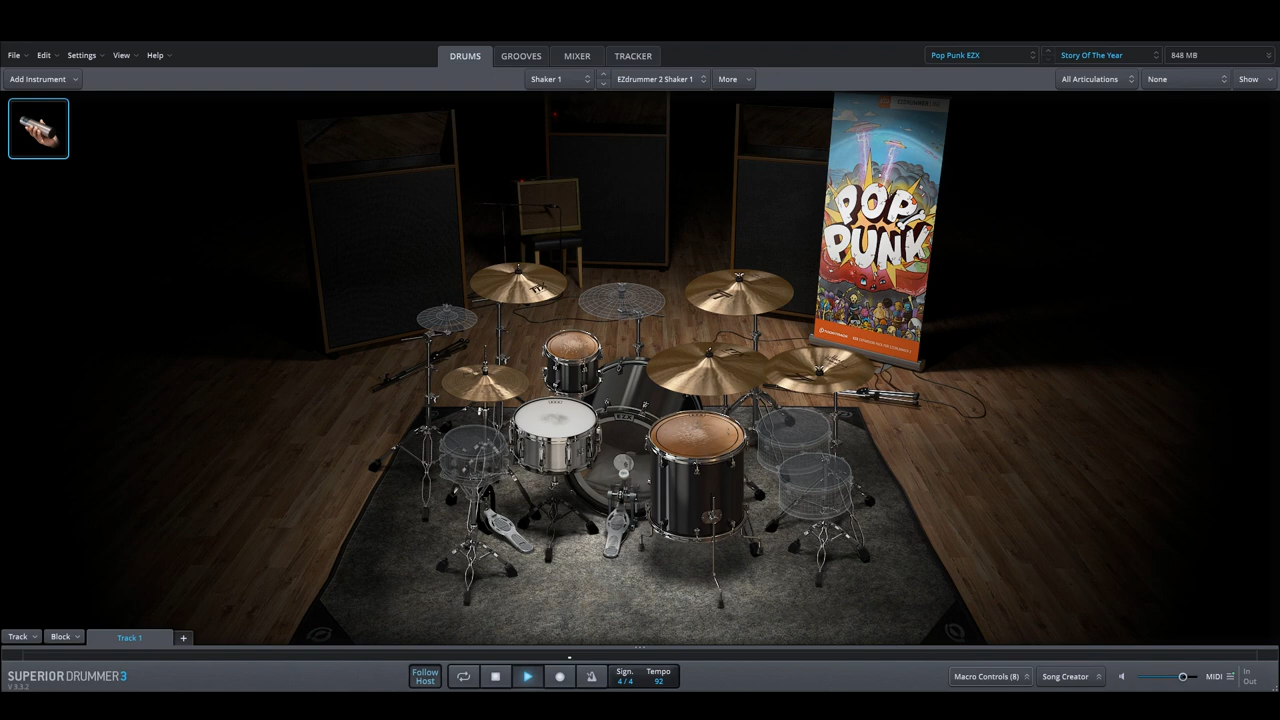 File Edit Settings View Help
DRUMS GROOVES MIXER TRACKER
Pop Punk EZX Story Of The Year 848 MB
Add Instrument
Shaker 1 EZdrummer 2 Shaker 1 More
All Articulations None Show
POP
PUNK
Track Block Track 1 +
SUPERIOR DRUMMER 3
V 3.3.2
Follow
Host
Sign. Tempo
4 / 4 92
Macro Controls (8) Song Creator MIDI
In
Out